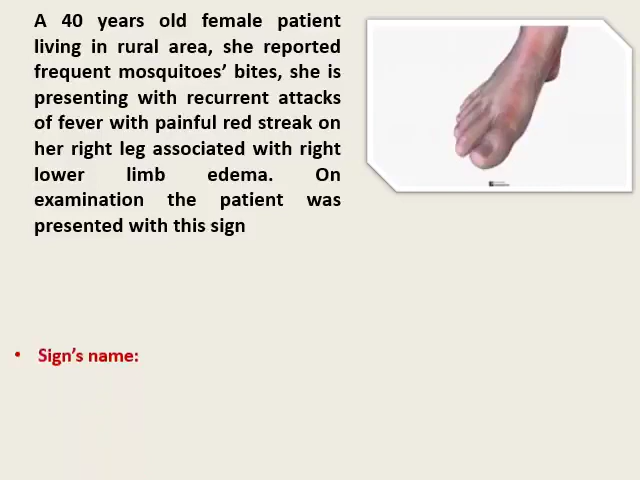 A 40 years old female patient
living in rural area, she reported
frequent mosquitoes’ bites, she is
presenting with recurrent attacks
of fever with painful red streak on
her right leg associated with right
lower limb edema. On
examination the patient was
presented with this sign
• Sign’s name: